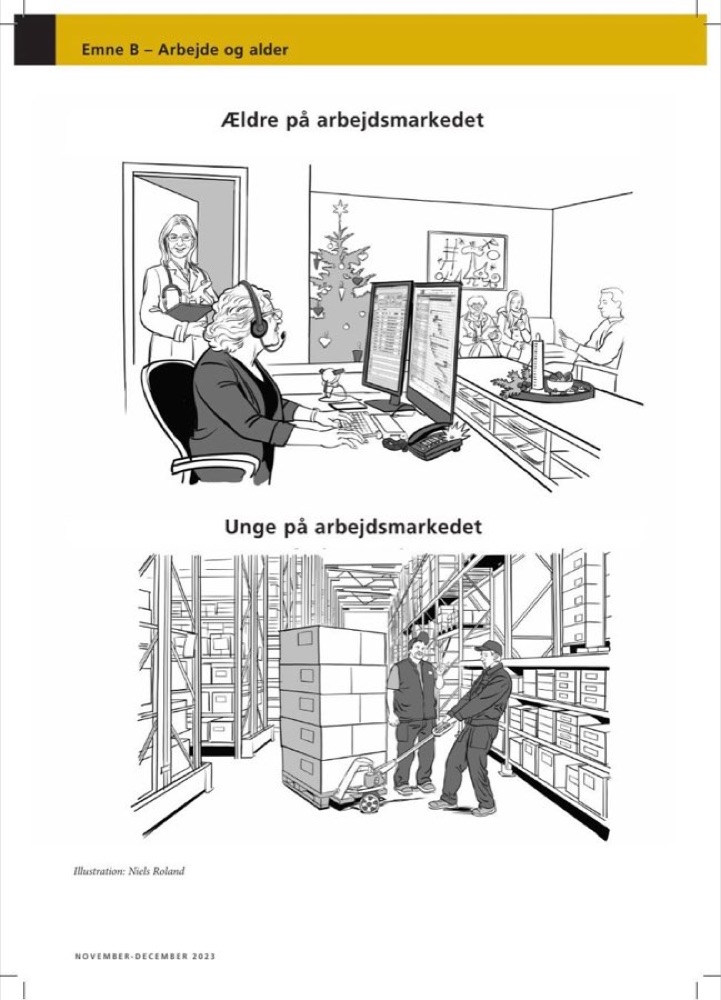 Emne B – Arbejde og alder
Ældre på arbejdsmarkedet
Unge på arbejdsmarkedet
Illustration: Niels Roland
NOVEMBER-DECEMBER 2023